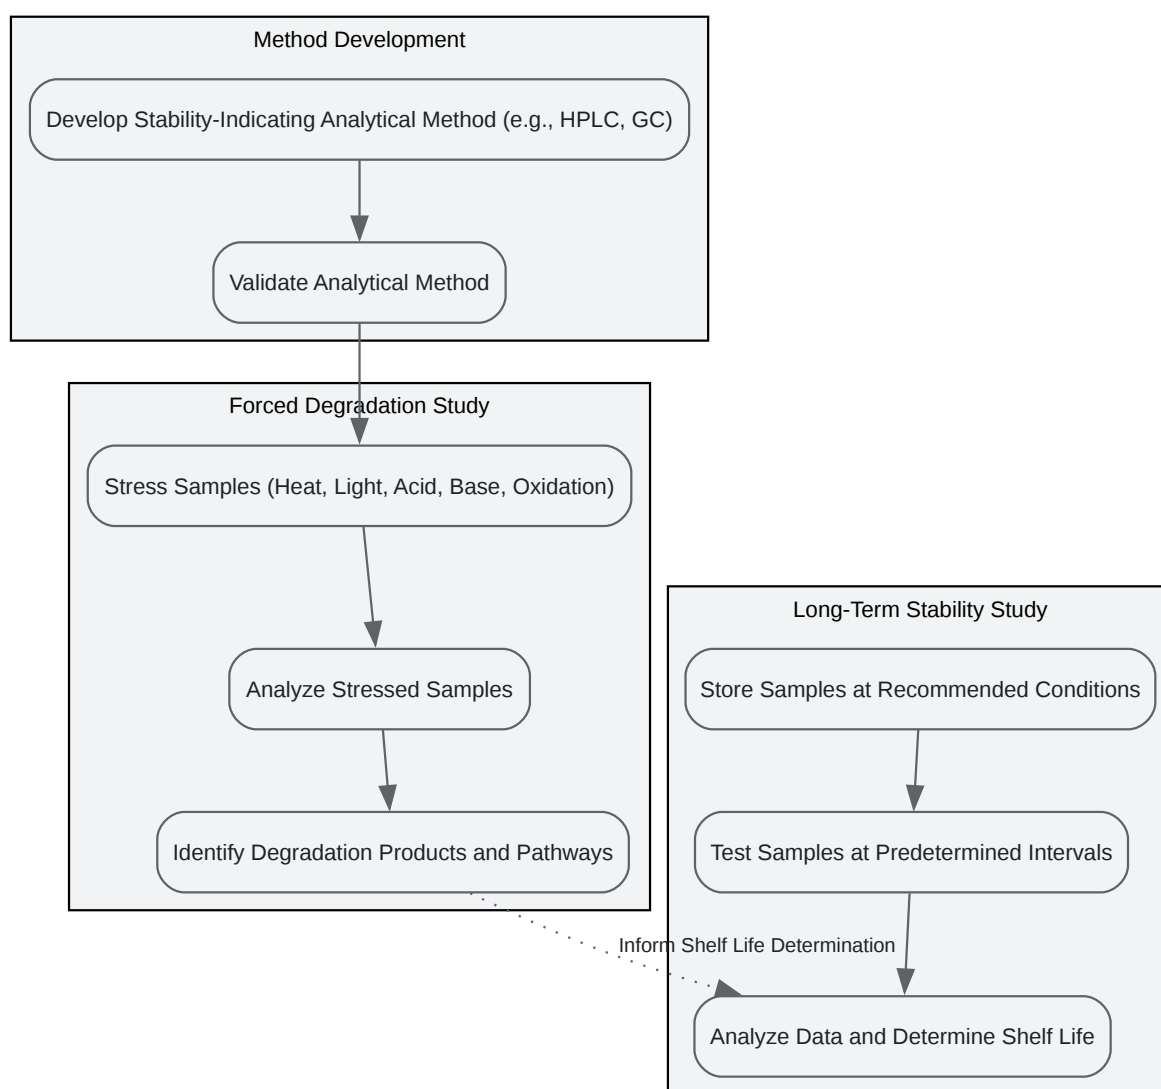 Method Development
Develop Stability-Indicating Analytical Method (e.g., HPLC, GC)
Validate Analytical Method
Forced Degradation Study
Stress Samples (Heat, Light, Acid, Base, Oxidation)
Analyze Stressed Samples
Identify Degradation Products and Pathways
Long-Term Stability Study
Store Samples at Recommended Conditions
Test Samples at Predetermined Intervals
Inform Shelf Life Determination
Analyze Data and Determine Shelf Life